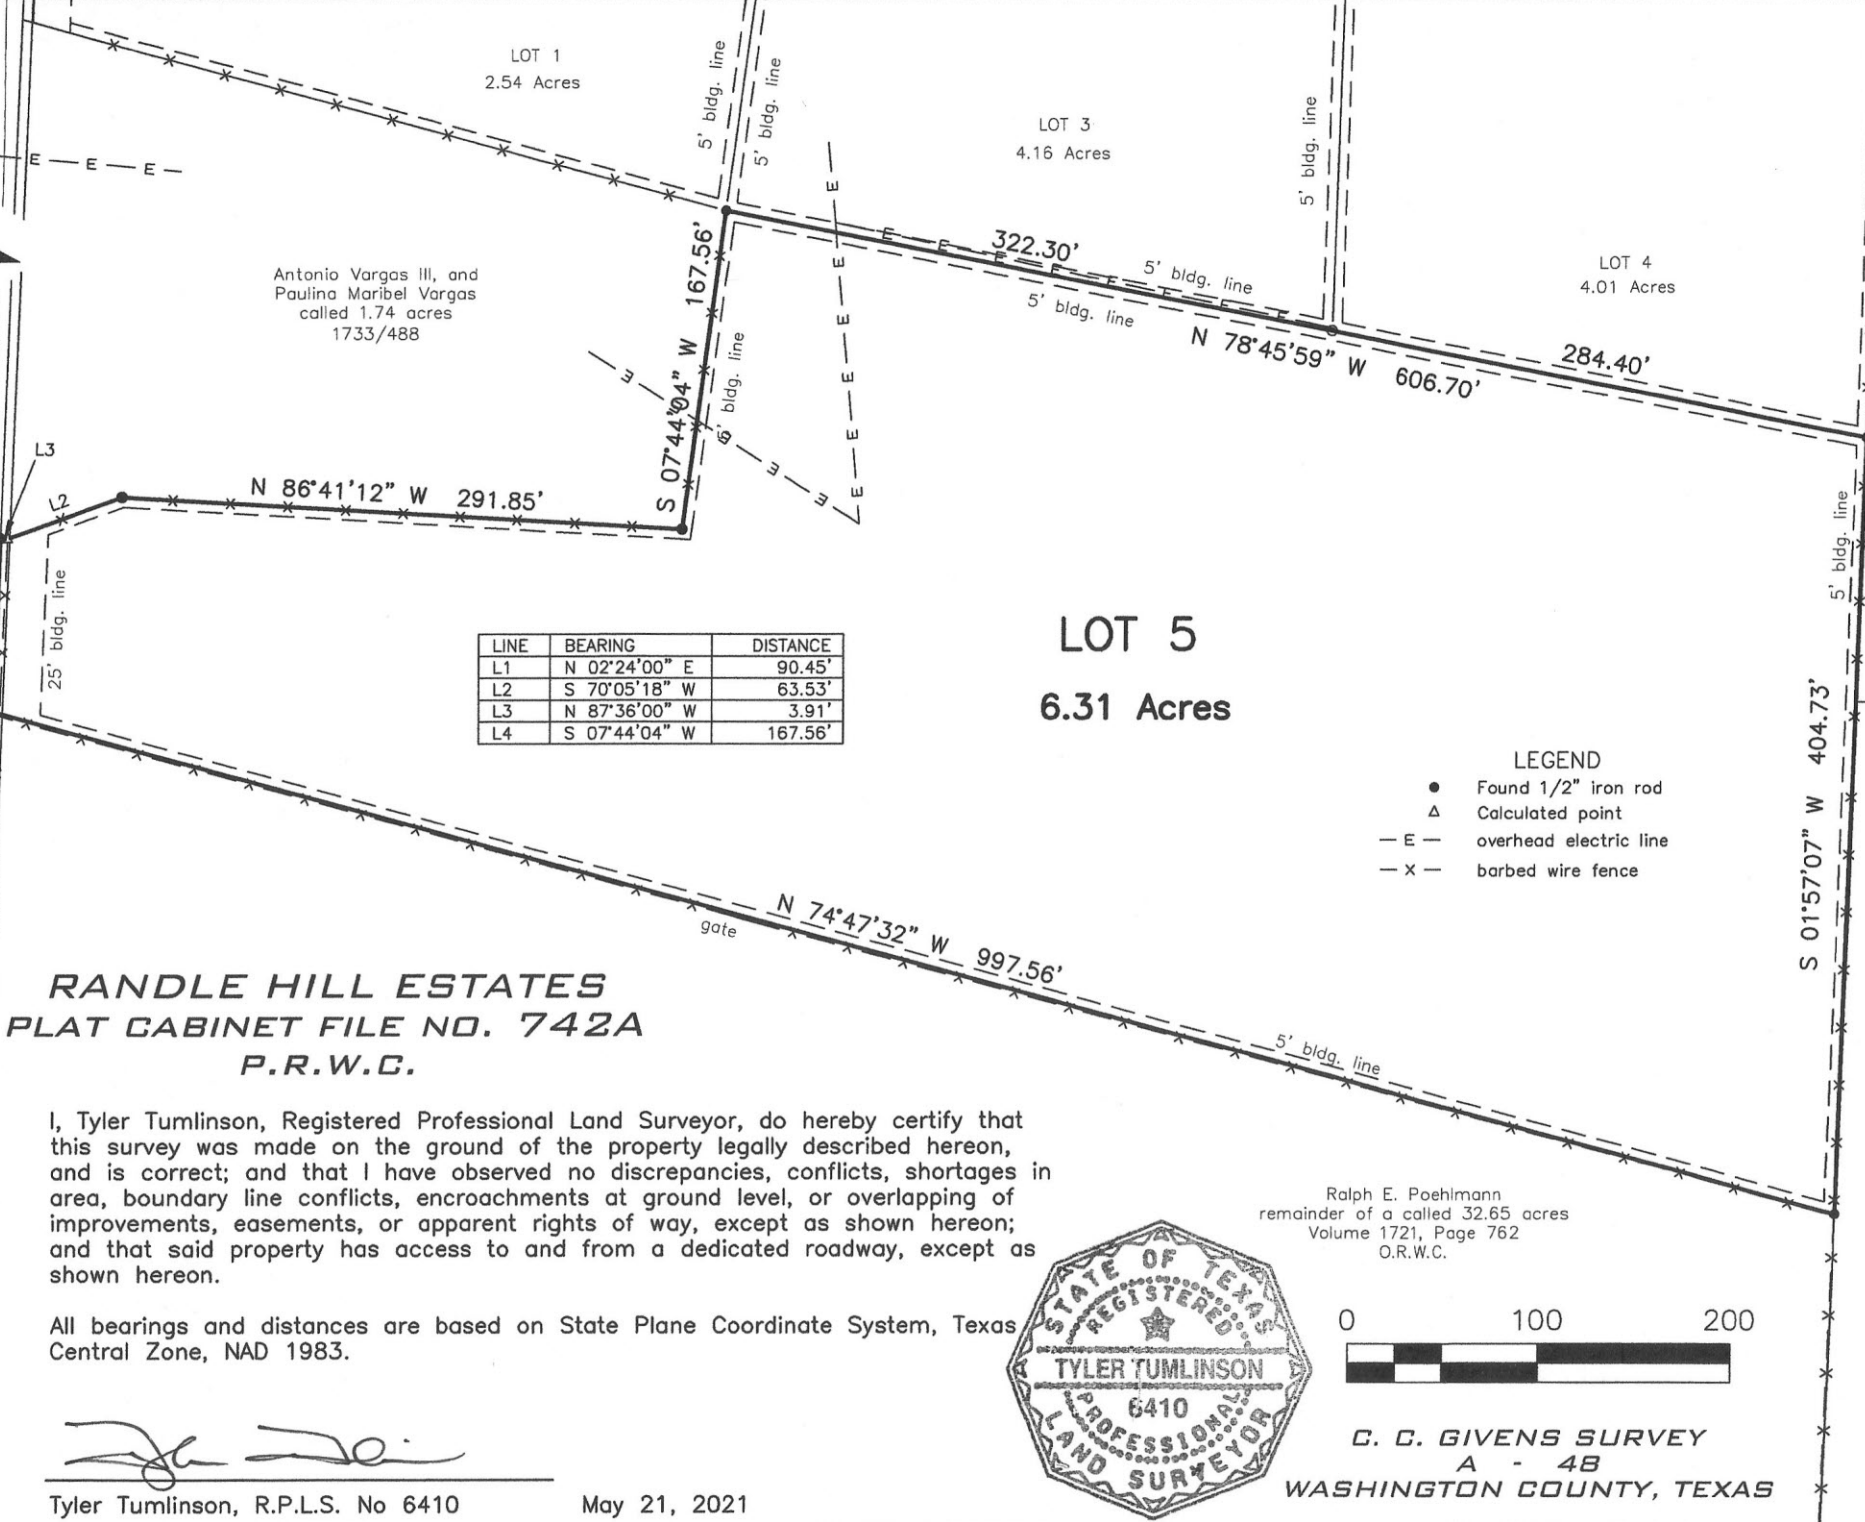 LOT 1
2.54 Acres
5' bldg. line
5' bldg. line
LOT 3
4.16 Acres
5' bldg. line
LOT 4
4.01 Acres
E E E
E
E
E
E
E
E
Antonio Vargas III, and
Paulina Maribel Vargas
called 1.74 acres
1733/488
S 07°44'04" W 167.56'
5' bldg. line
E E E E E E E E
322.30'
5' bldg. line
5' bldg. line
N 78°45'59" W 606.70'
284.40'
E E E E
L3
L2
N 86°41'12" W 291.85'
25' bldg. line
5' bldg. line
LINE BEARING DISTANCE
L1 N 02°24'00" E 90.45'
L2 S 70°05'18" W 63.53'
L3 N 87°36'00" W 3.91'
L4 S 07°44'04" W 167.56'
LOT 5
6.31 Acres
S 01°57'07" W 404.73'
LEGEND
Found 1/2" iron rod
Calculated point
— E — overhead electric line
— X — barbed wire fence
N 74°47'32" W 997.56'
gate
5' bldg. line
RANDLE HILL ESTATES
PLAT CABINET FILE NO. 742A
P.R.W.C.
I, Tyler Tumlinson, Registered Professional Land Surveyor, do hereby certify that
this survey was made on the ground of the property legally described hereon,
and is correct; and that I have observed no discrepancies, conflicts, shortages in
area, boundary line conflicts, encroachments at ground level, or overlapping of
improvements, easements, or apparent rights of way, except as shown hereon;
and that said property has access to and from a dedicated roadway, except as
shown hereon.
All bearings and distances are based on State Plane Coordinate System, Texas
Central Zone, NAD 1983.
Tyler Tumlinson, R.P.L.S. No 6410 May 21, 2021
Ralph E. Poehlmann
remainder of a called 32.65 acres
Volume 1721, Page 762
O.R.W.C.
STATE OF TEXAS
REGISTERED
TYLER TUMLINSON
6410
PROFESSIONAL
LAND SURVEYOR
0 100 200
C. C. GIVENS SURVEY
A - 48
WASHINGTON COUNTY, TEXAS